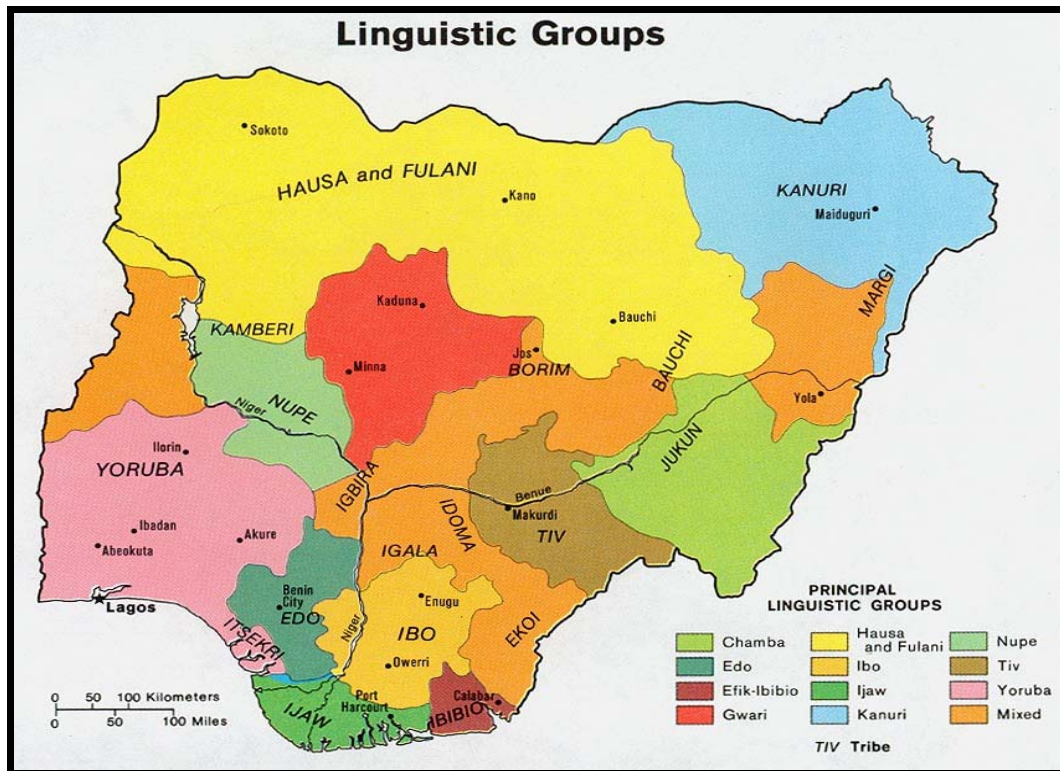 Linguistic Groups
Sokoto
HAUSA and FULANI
Kano
KANURI
Maiduguri
MARGI
Kaduna
KAMBERI
Bauchi
Jos
BORIM
BAUCHI
Minna
Yola
Niger
NUPE
Ilorin
YORUBA
JUKUN
IGBIRA
Benue
Makurdi
IDOMA
TIV
Ibadan
Akure
Abeokuta
IGALA
Lagos
Benin
City
EDO
Enugu
Niger
IBO
EKOI
ITSEKRI
Owerri
Port
Harcourt
Calabar
IJAW
IBIBIO
0 50 100 Kilometers
0 50 100 Miles
PRINCIPAL
LINGUISTIC GROUPS
Chamba
Edo
Efik-Ibibio
Gwari
Hausa
and Fulani
Ibo
Ijaw
Kanuri
Nupe
Tiv
Yoruba
Mixed
TIV Tribe